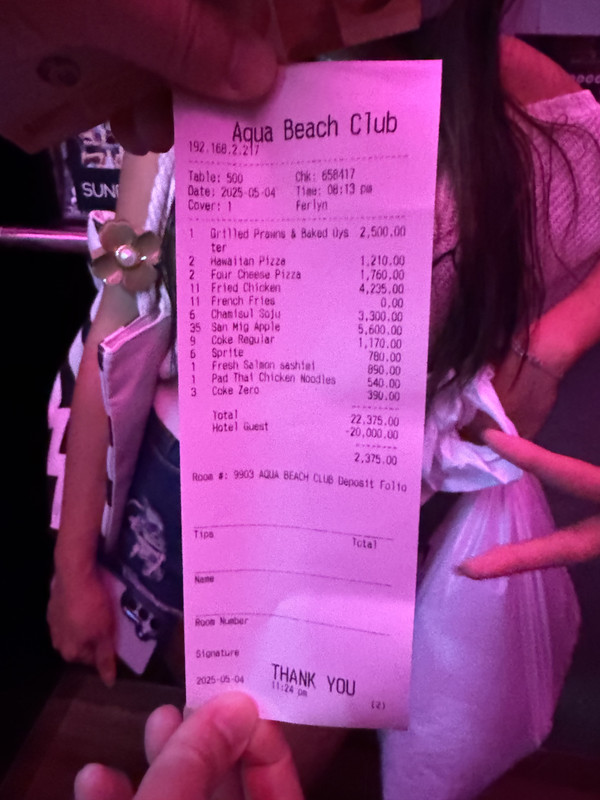 Aqua Beach Club
192.168.2.217
Table: 500 Chk: 658417
Date: 2025-05-04 Time: 08:13 pm
Cover: 1 Ferlyn
1 Grilled Prawns & Baked Oys 2,500.00
ter
2 Hawaiian Pizza 1,210.00
2 Four Cheese Pizza 1,760.00
11 Fried Chicken 4,235.00
11 French Fries 0.00
6 Chamisul Soju 3,300.00
35 San Mig Apple 5,600.00
9 Coke Regular 1,170.00
6 Sprite 780.00
1 Fresh Salmon sashimi 890.00
1 Pad Thai Chicken Noodles 540.00
3 Coke Zero 390.00
Total 22,375.00
Hotel Guest -20,000.00
2,375.00
Room #: 9903 AQUA BEACH CLUB Deposit Folio
Tips Total
Name
Room Number
Signature
2025-05-04 THANK YOU
11:24 pm
(2)